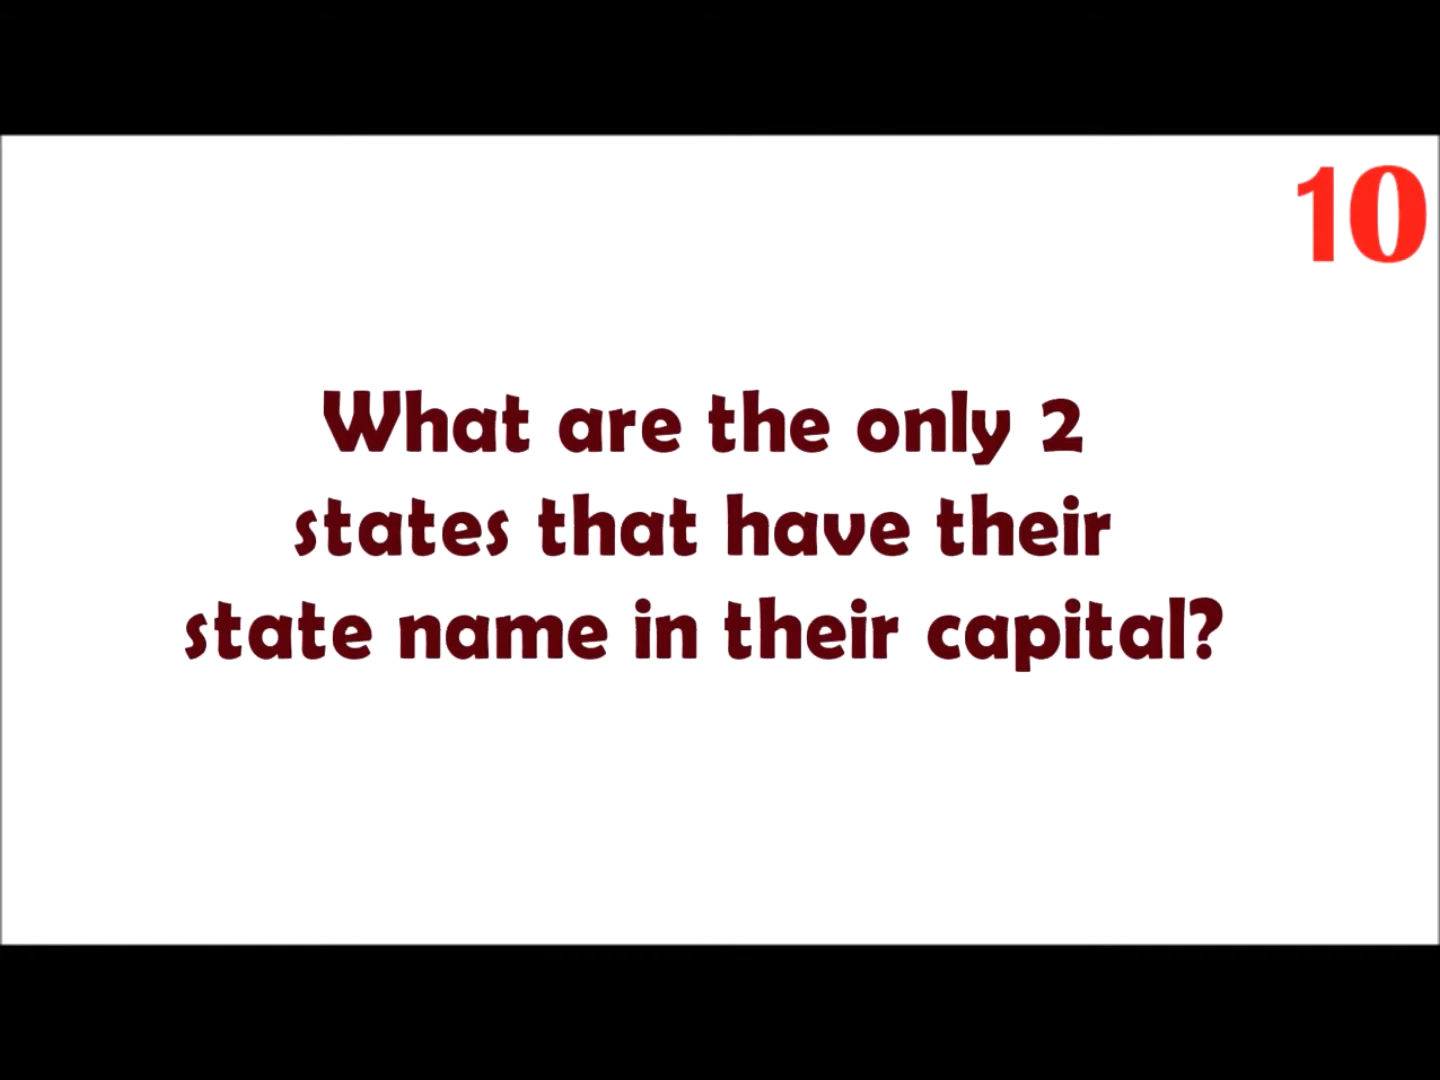 10
What are the only 2
states that have their
state name in their capital?